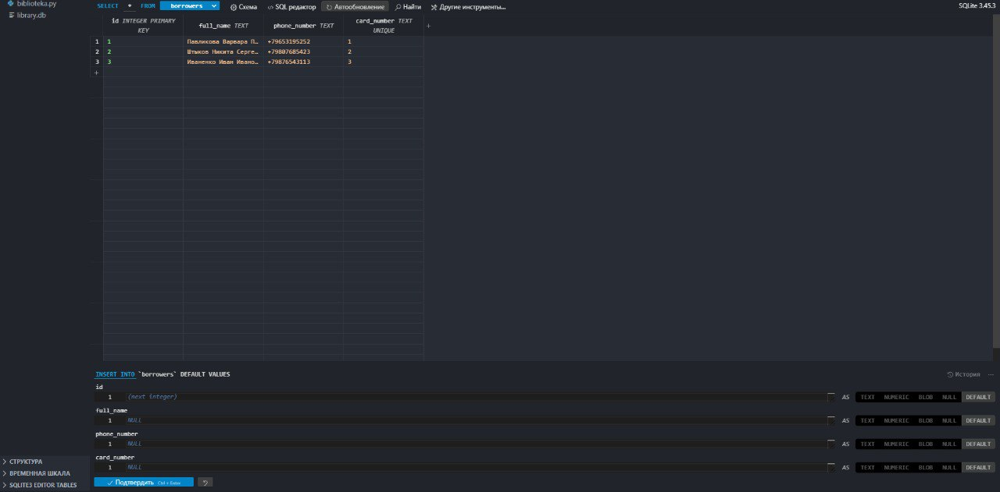 biblioteka.py
library.db
SELECT * FROM borrowers Схема SQL редактор Автообновление Найти Другие инструменты... SQLite 3.45.3
id INTEGER PRIMARY KEY full_name TEXT phone_number TEXT card_number TEXT UNIQUE +
1 1 Павликова Варвара П… +79653195252 1
2 2 Штыков Никита Серге… +79807685423 2
3 3 Иваненко Иван Ивано… +79876543113 3
+
INSERT INTO `borrowers` DEFAULT VALUES История ...
id
1 (next integer) AS TEXT NUMERIC BLOB NULL DEFAULT
full_name
1 NULL AS TEXT NUMERIC BLOB NULL DEFAULT
phone_number
1 NULL AS TEXT NUMERIC BLOB NULL DEFAULT
card_number
1 NULL AS TEXT NUMERIC BLOB NULL DEFAULT
Подтвердить Ctrl + Enter
СТРУКТУРА
ВРЕМЕННАЯ ШКАЛА
SQLITE3 EDITOR TABLES